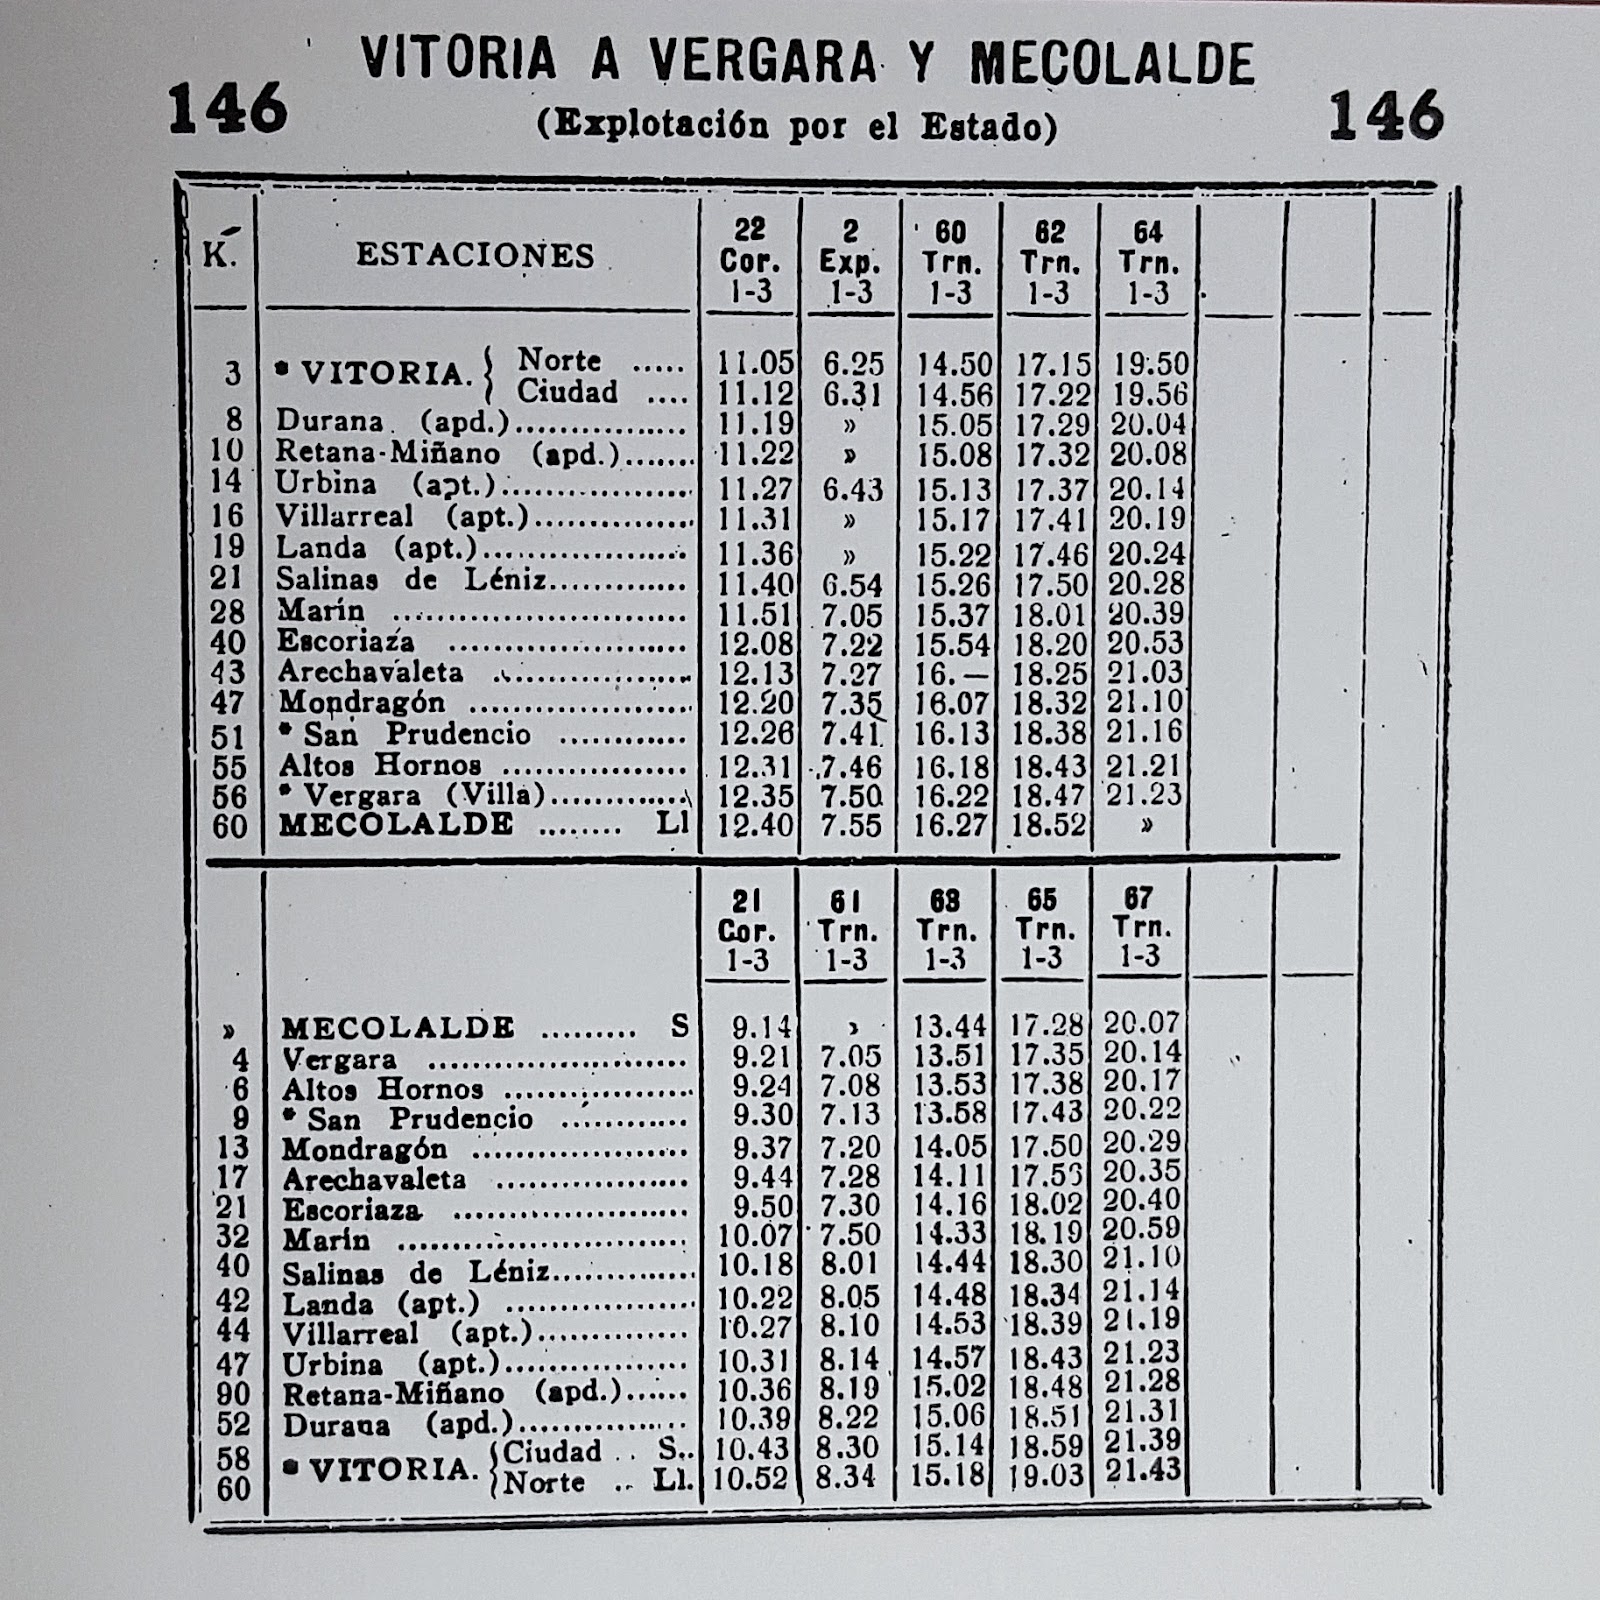 VITORIA A VERGARA Y MECOLALDE
146 (Explotación por el Estado) 146
K. ESTACIONES 22 2 60 62 64
Cor. Exp. Trn. Trn. Trn.
1-3 1-3 1-3 1-3 1-3
3 * VITORIA. { Norte ..... 11.05 6.25 14.50 17.15 19.50
Ciudad .... 11.12 6.31 14.56 17.22 19.56
8 Durana (apd.)................ 11.19 » 15.05 17.29 20.04
10 Retana-Miñano (apd.)....... 11.22 » 15.08 17.32 20.08
14 Urbina (apt.).................. 11.27 6.43 15.13 17.37 20.14
16 Villarreal (apt.)............... 11.31 » 15.17 17.41 20.19
19 Landa (apt.)................... 11.36 » 15.22 17.46 20.24
21 Salinas de Léniz............. 11.40 6.54 15.26 17.50 20.28
28 Marín ........................... 11.51 7.05 15.37 18.01 20.39
40 Escoriaza ...................... 12.08 7.22 15.54 18.20 20.53
43 Arechavaleta .................. 12.13 7.27 16.— 18.25 21.03
47 Mondragón ..................... 12.20 7.35 16.07 18.32 21.10
51 * San Prudencio ............ 12.26 7.41 16.13 18.38 21.16
55 Altos Hornos .................. 12.31 7.46 16.18 18.43 21.21
56 * Vergara (Villa)............. 12.35 7.50 16.22 18.47 21.23
60 MECOLALDE ........ Ll 12.40 7.55 16.27 18.52 »
21 61 63 65 67
Cor. Trn. Trn. Trn. Trn.
1-3 1-3 1-3 1-3 1-3
» MECOLALDE ......... S 9.14 » 13.44 17.28 20.07
4 Vergara ........................ 9.21 7.05 13.51 17.35 20.14
6 Altos Hornos .................. 9.24 7.08 13.53 17.38 20.17
9 * San Prudencio ............ 9.30 7.13 13.58 17.43 20.22
13 Mondragón ..................... 9.37 7.20 14.05 17.50 20.29
17 Arechavaleta .................. 9.44 7.28 14.11 20.35
21 Escoriaza ...................... 9.50 7.30 14.16 18.02 20.40
32 Marín ........................... 10.07 7.50 14.33 18.19 20.59
40 Salinas de Léniz............. 10.18 8.01 14.44 18.30 21.10
42 Landa (apt.) .................. 10.22 8.05 14.48 18.34 21.14
44 Villarreal (apt.)............... 10.27 8.10 14.53 18.39 21.19
47 Urbina (apt.).................. 10.31 8.14 14.57 18.43 21.23
90 Retana-Miñano (apd.)...... 10.36 8.19 15.02 18.48 21.28
52 Durana (apd.)................. 10.39 8.22 15.06 18.51 21.31
58 * VITORIA. { Ciudad .. S.. 10.43 8.30 15.14 18.59 21.39
60 Norte .. Ll. 10.52 8.34 15.18 19.03 21.43